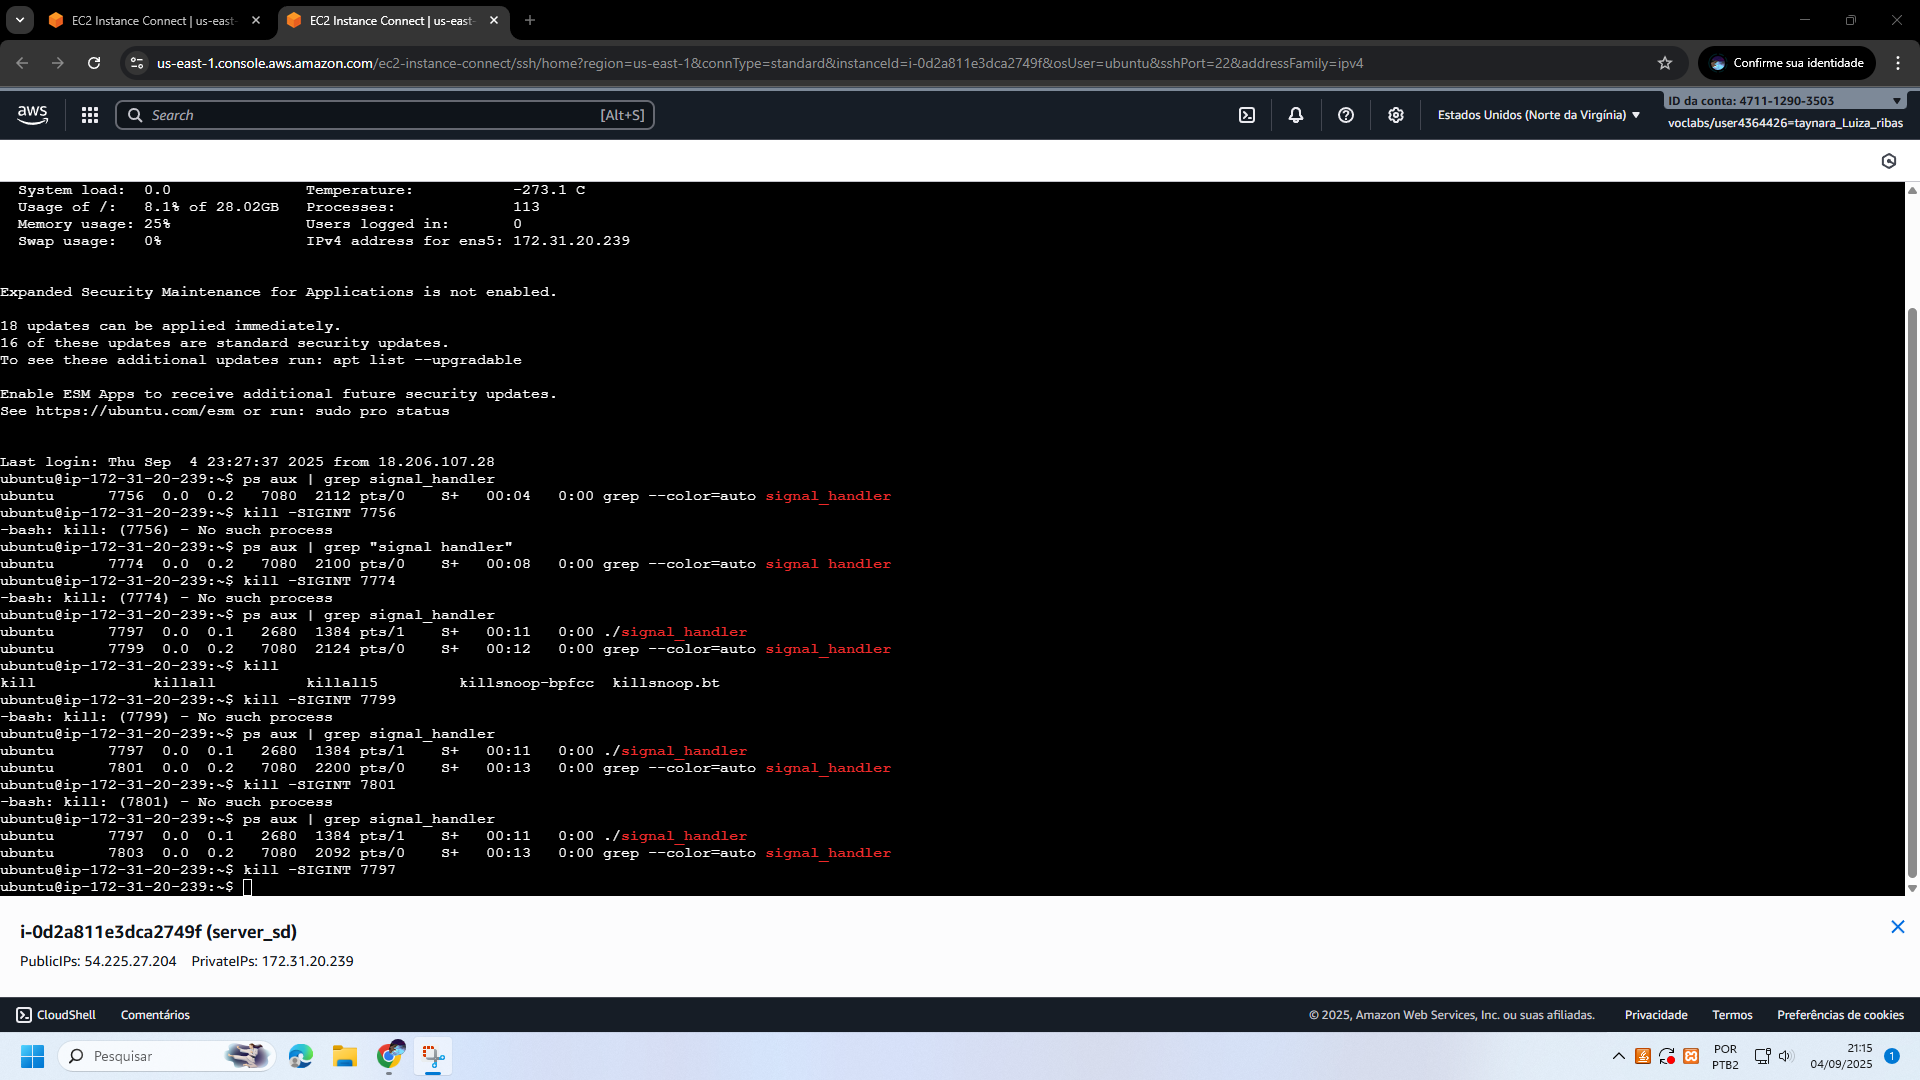 EC2 Instance Connect | us-east-
EC2 Instance Connect | us-east-
us-east-1.console.aws.amazon.com/ec2-instance-connect/ssh/home?region=us-east-1&connType=standard&instanceId=i-0d2a811e3dca2749f&osUser=ubuntu&sshPort=22&addressFamily=ipv4
Confirme sua identidade
aws
Search
[Alt+S]
Estados Unidos (Norte da Virgínia)
ID da conta: 4711-1290-3503
voclabs/user4364426=taynara_Luiza_ribas
System load: 0.0 Temperature: -273.1 C
Usage of /: 8.1% of 28.02GB Processes: 113
Memory usage: 25% Users logged in: 0
Swap usage: 0% IPv4 address for ens5: 172.31.20.239
Expanded Security Maintenance for Applications is not enabled.
18 updates can be applied immediately.
16 of these updates are standard security updates.
To see these additional updates run: apt list --upgradable
Enable ESM Apps to receive additional future security updates.
See https://ubuntu.com/esm or run: sudo pro status
Last login: Thu Sep  4 23:27:37 2025 from 18.206.107.28
ubuntu@ip-172-31-20-239:~$ ps aux | grep signal_handler
ubuntu 7756 0.0 0.2 7080 2112 pts/0 S+ 00:04 0:00 grep --color=auto signal_handler
ubuntu@ip-172-31-20-239:~$ kill -SIGINT 7756
-bash: kill: (7756) - No such process
ubuntu@ip-172-31-20-239:~$ ps aux | grep "signal handler"
ubuntu 7774 0.0 0.2 7080 2100 pts/0 S+ 00:08 0:00 grep --color=auto signal handler
ubuntu@ip-172-31-20-239:~$ kill -SIGINT 7774
-bash: kill: (7774) - No such process
ubuntu@ip-172-31-20-239:~$ ps aux | grep signal_handler
ubuntu 7797 0.0 0.1 2680 1384 pts/1 S+ 00:11 0:00 ./signal_handler
ubuntu 7799 0.0 0.2 7080 2124 pts/0 S+ 00:12 0:00 grep --color=auto signal_handler
ubuntu@ip-172-31-20-239:~$ kill
kill killall killall5 killsnoop-bpfcc killsnoop.bt
ubuntu@ip-172-31-20-239:~$ kill -SIGINT 7799
-bash: kill: (7799) - No such process
ubuntu@ip-172-31-20-239:~$ ps aux | grep signal_handler
ubuntu 7797 0.0 0.1 2680 1384 pts/1 S+ 00:11 0:00 ./signal_handler
ubuntu 7801 0.0 0.2 7080 2200 pts/0 S+ 00:13 0:00 grep --color=auto signal_handler
ubuntu@ip-172-31-20-239:~$ kill -SIGINT 7801
-bash: kill: (7801) - No such process
ubuntu@ip-172-31-20-239:~$ ps aux | grep signal_handler
ubuntu 7797 0.0 0.1 2680 1384 pts/1 S+ 00:11 0:00 ./signal_handler
ubuntu 7803 0.0 0.2 7080 2092 pts/0 S+ 00:13 0:00 grep --color=auto signal_handler
ubuntu@ip-172-31-20-239:~$ kill -SIGINT 7797
ubuntu@ip-172-31-20-239:~$
i-0d2a811e3dca2749f (server_sd)
PublicIPs: 54.225.27.204 PrivateIPs: 172.31.20.239
CloudShell Comentários © 2025, Amazon Web Services, Inc. ou suas afiliadas. Privacidade Termos Preferências de cookies
Pesquisar
POR
PTB2
21:15
04/09/2025
1